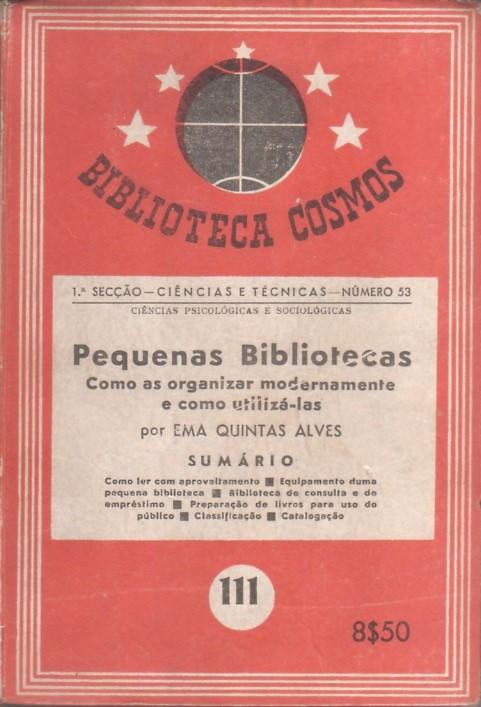 BIBLIOTECA COSMOS
1.ª SECÇÃO—CIÊNCIAS E TÉCNICAS—NÚMERO 53
CIÊNCIAS PSICOLÓGICAS E SOCIOLÓGICAS
Pequenas Bibliotecas
Como as organizar modernamente
e como utilizá-las
por EMA QUINTAS ALVES
SUMÁRIO
Como ler com aproveitamento ■ Equipamento duma
pequena biblioteca ■ Biblioteca de consulta e de
empréstimo ■ Preparação de livros para uso do
público ■ Classificação ■ Catalogação
111
8$50